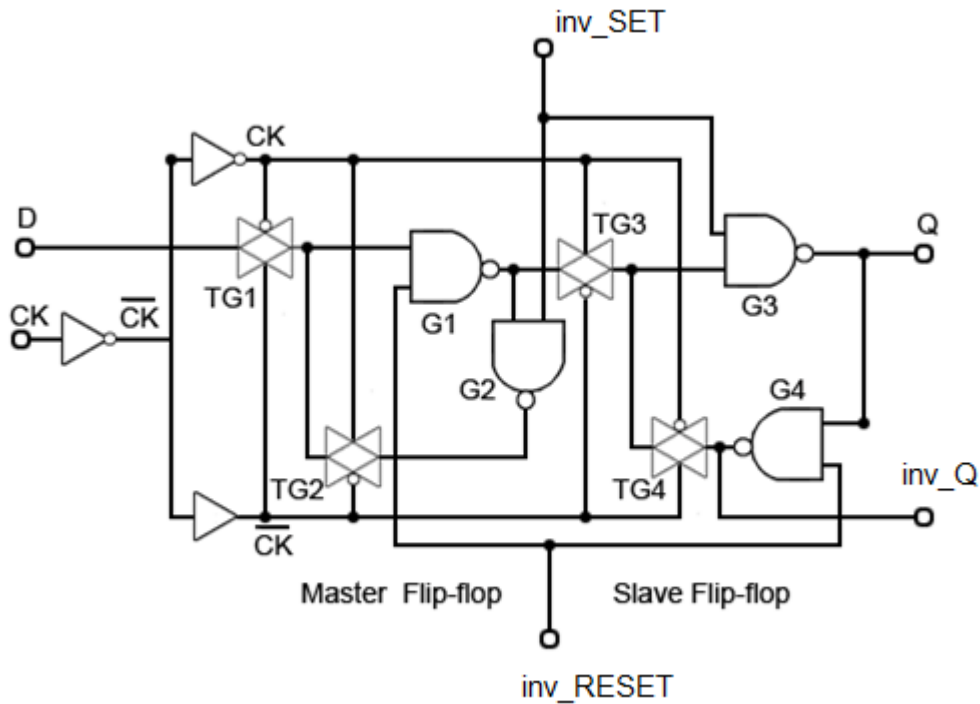 inv_SET
CK
D
TG3
Q
TG1
CK
CK
G1
G3
G2
G4
TG2
TG4
inv_Q
CK
Master Flip-flop
Slave Flip-flop
inv_RESET